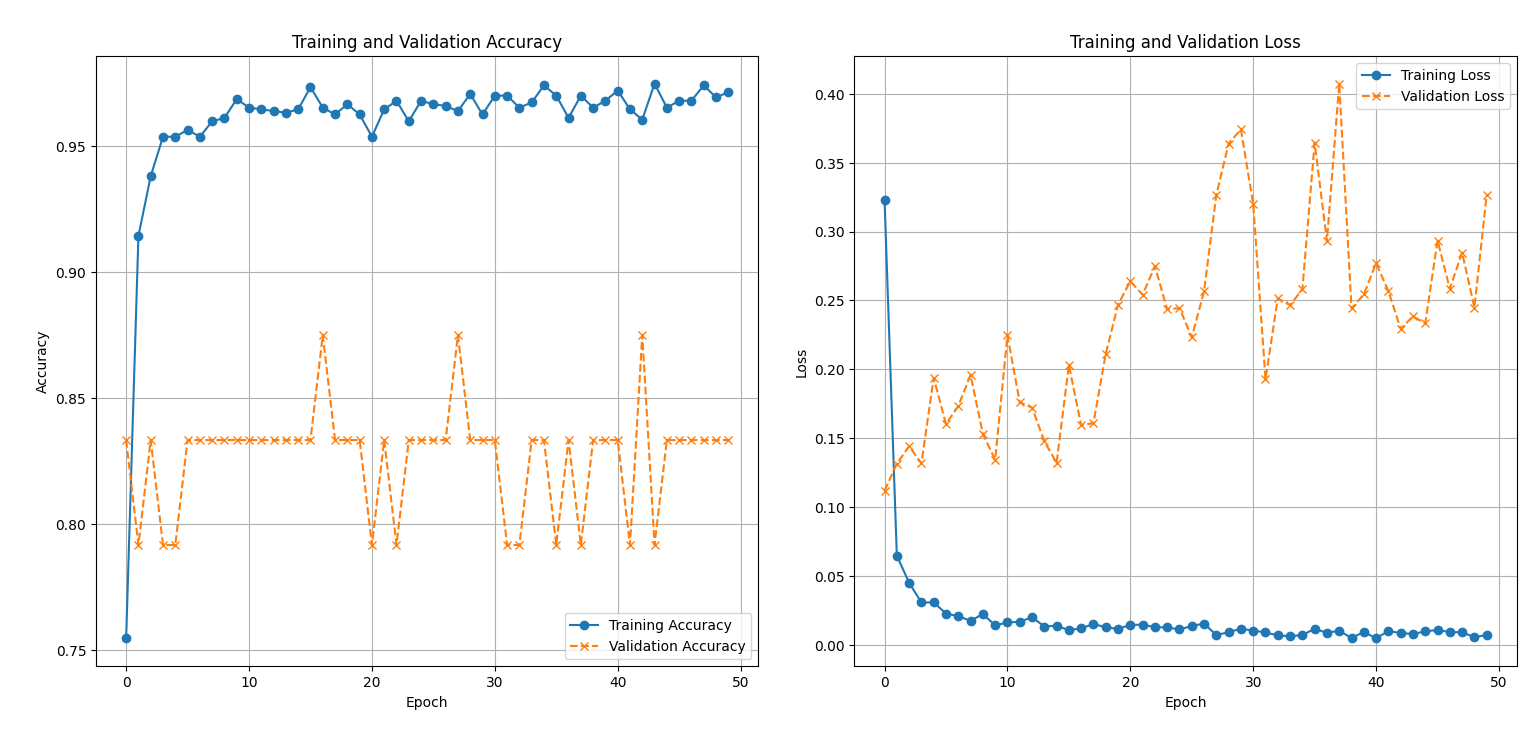 Training and Validation Accuracy
0.95
0.90
0.85
0.80
0.75
Accuracy
0 10 20 30 40 50
Epoch
Training Accuracy
Validation Accuracy
Training and Validation Loss
0.40
0.35
0.30
0.25
0.20
0.15
0.10
0.05
0.00
Loss
0 10 20 30 40 50
Epoch
Training Loss
Validation Loss